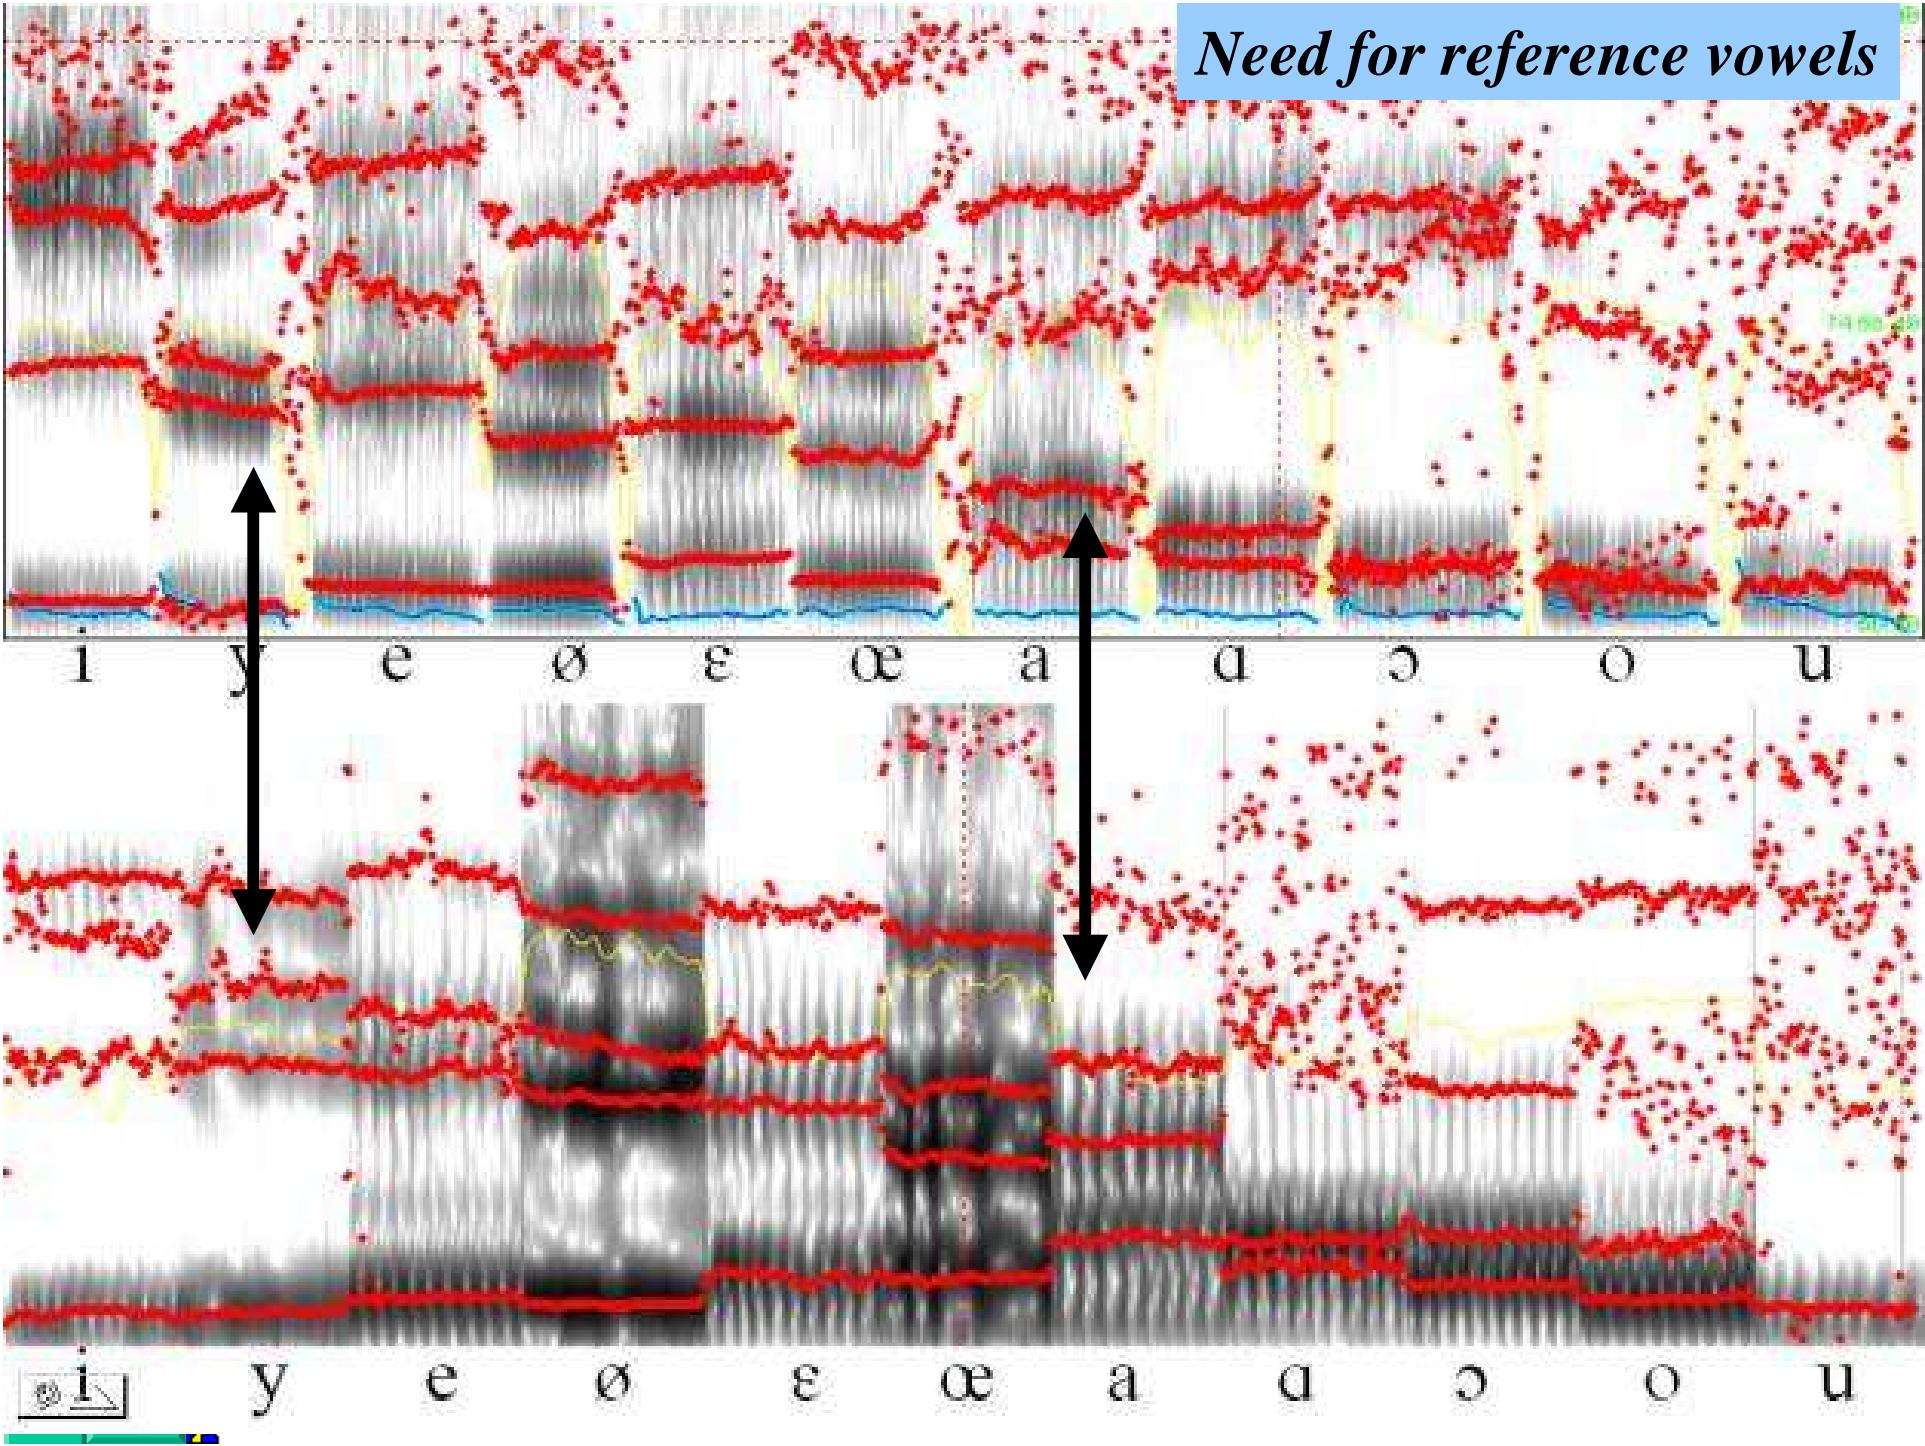 Need for reference vowels
i y e ø ɛ œ a ɑ ɔ o u
i y e ø ɛ œ a ɑ ɔ o u